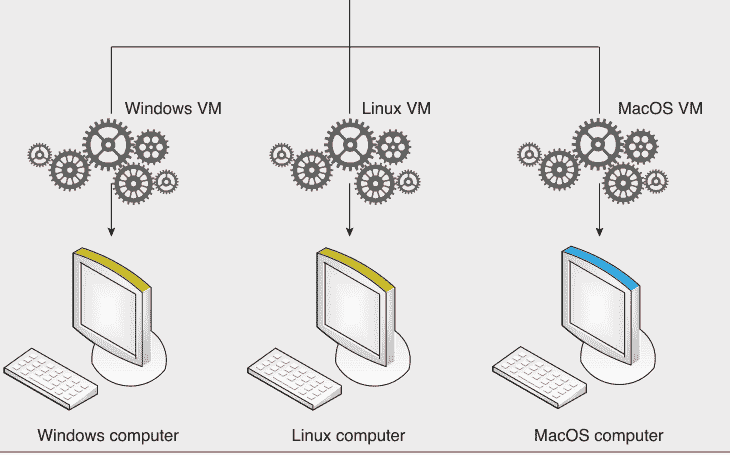 Windows VM
Linux VM
MacOS VM
Windows computer
Linux computer
MacOS computer